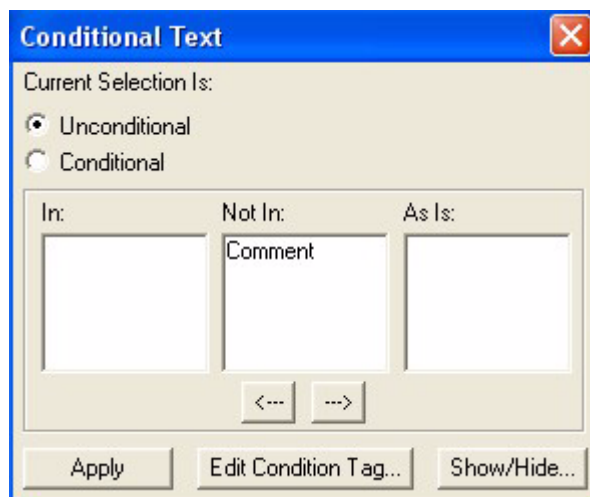 Conditional Text
Current Selection Is:
Unconditional
Conditional
In: Not In: As Is:
Comment
<--- --->
Apply Edit Condition Tag... Show/Hide...